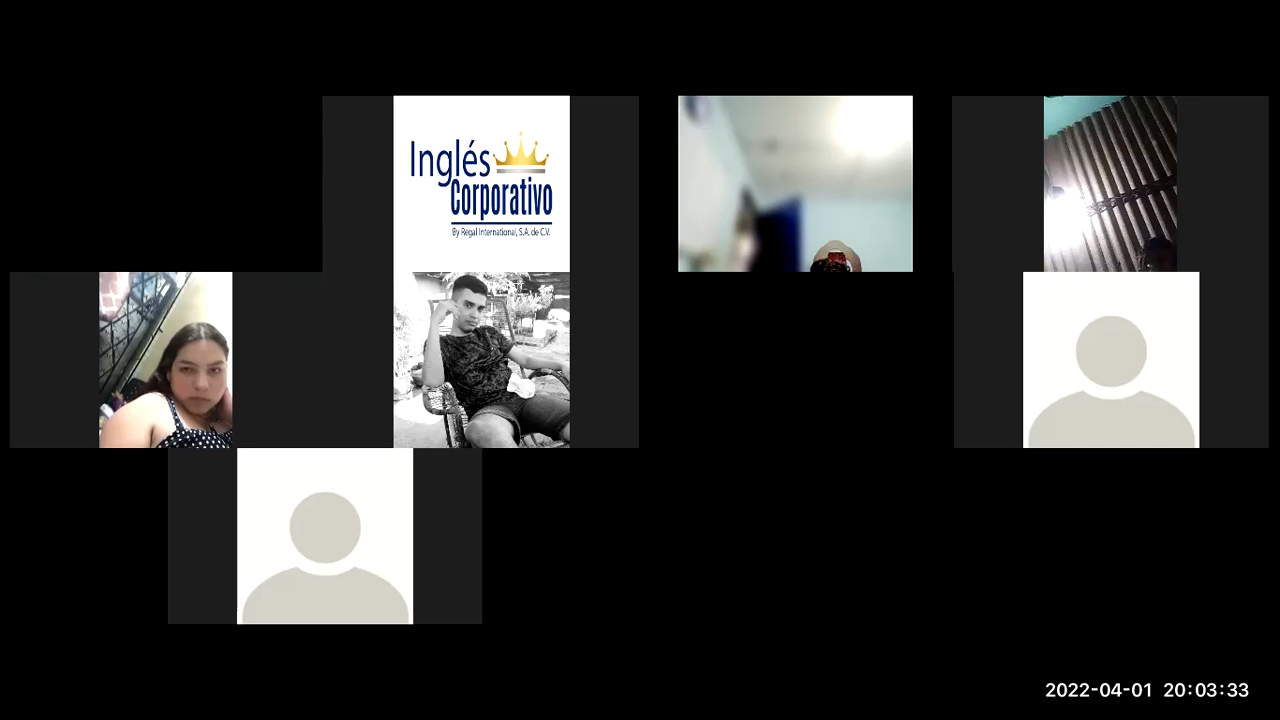 Inglés
Corporativo
By Regal International, S.A. de C.V.
2022-04-01 20:03:33